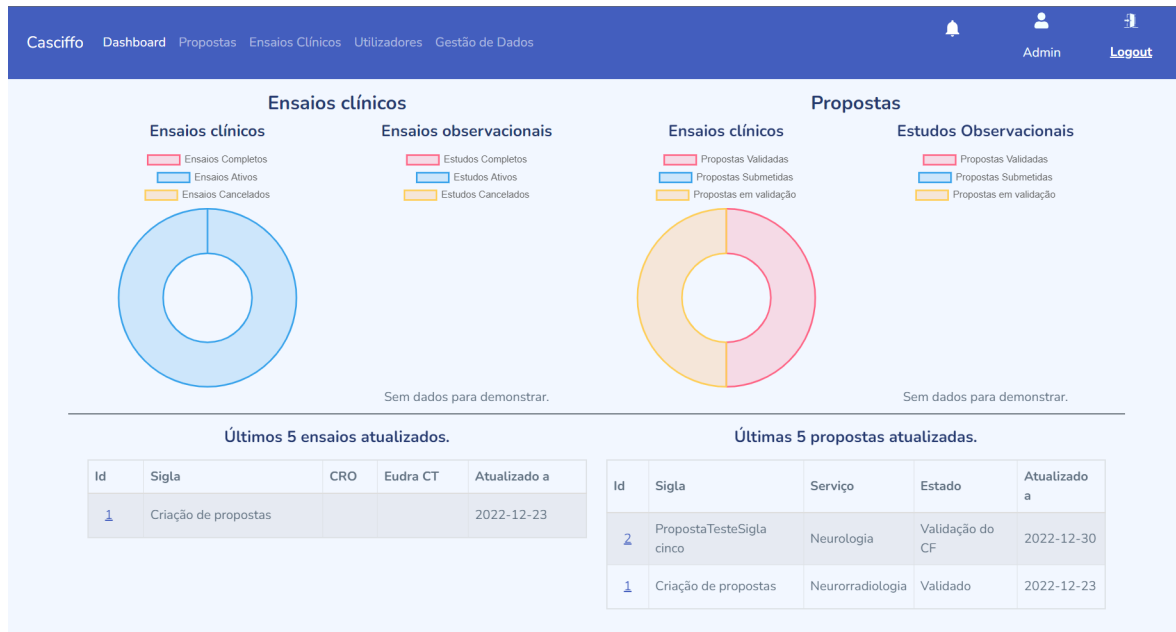 Casciffo Dashboard Propostas Ensaios Clínicos Utilizadores Gestão de Dados Admin Logout
Ensaios clínicos
Ensaios clínicos
Ensaios Completos
Ensaios Ativos
Ensaios Cancelados
Ensaios observacionais
Estudos Completos
Estudos Ativos
Estudos Cancelados
Sem dados para demonstrar.
Propostas
Ensaios clínicos
Propostas Validadas
Propostas Submetidas
Propostas em validação
Estudos Observacionais
Propostas Validadas
Propostas Submetidas
Propostas em validação
Sem dados para demonstrar.
Últimos 5 ensaios atualizados.
Id Sigla CRO Eudra CT Atualizado a
1 Criação de propostas 2022-12-23
Últimas 5 propostas atualizadas.
Id Sigla Serviço Estado Atualizado
a
2 PropostaTesteSigla Neurologia Validação do 2022-12-30
cinco CF
1 Criação de propostas Neurorradiologia Validado 2022-12-23